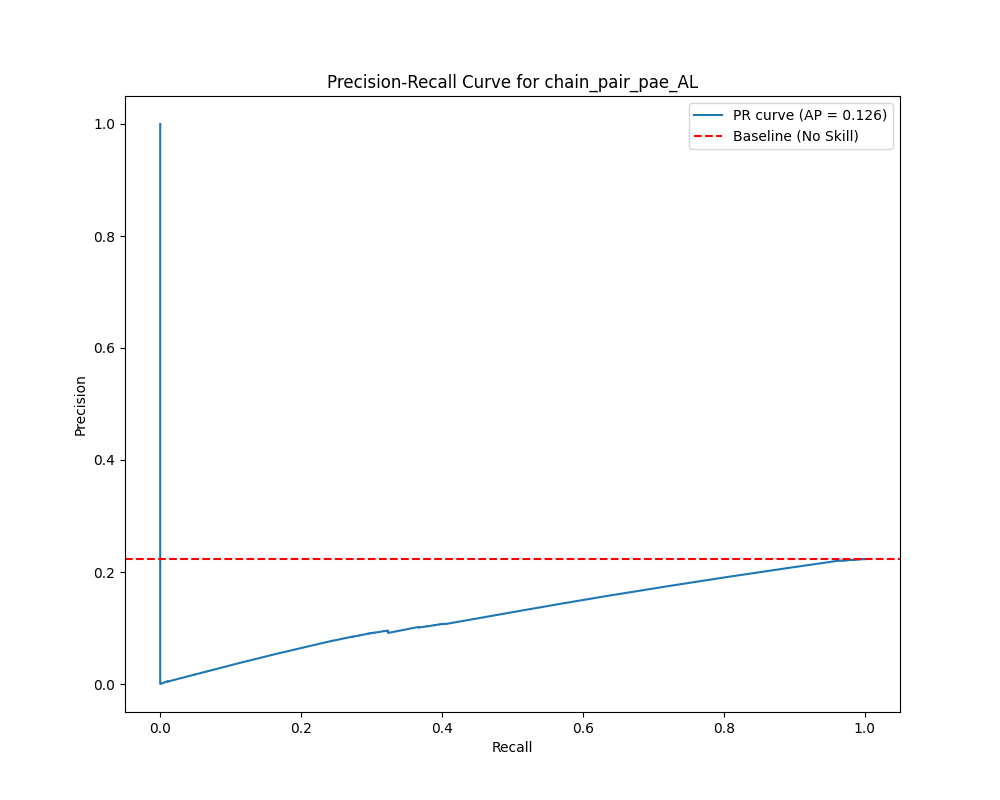 Precision-Recall Curve for chain_pair_pae_AL
PR curve (AP = 0.126)
Baseline (No Skill)
1.0
0.8
0.6
0.4
0.2
0.0
Precision
0.0 0.2 0.4 0.6 0.8 1.0
Recall